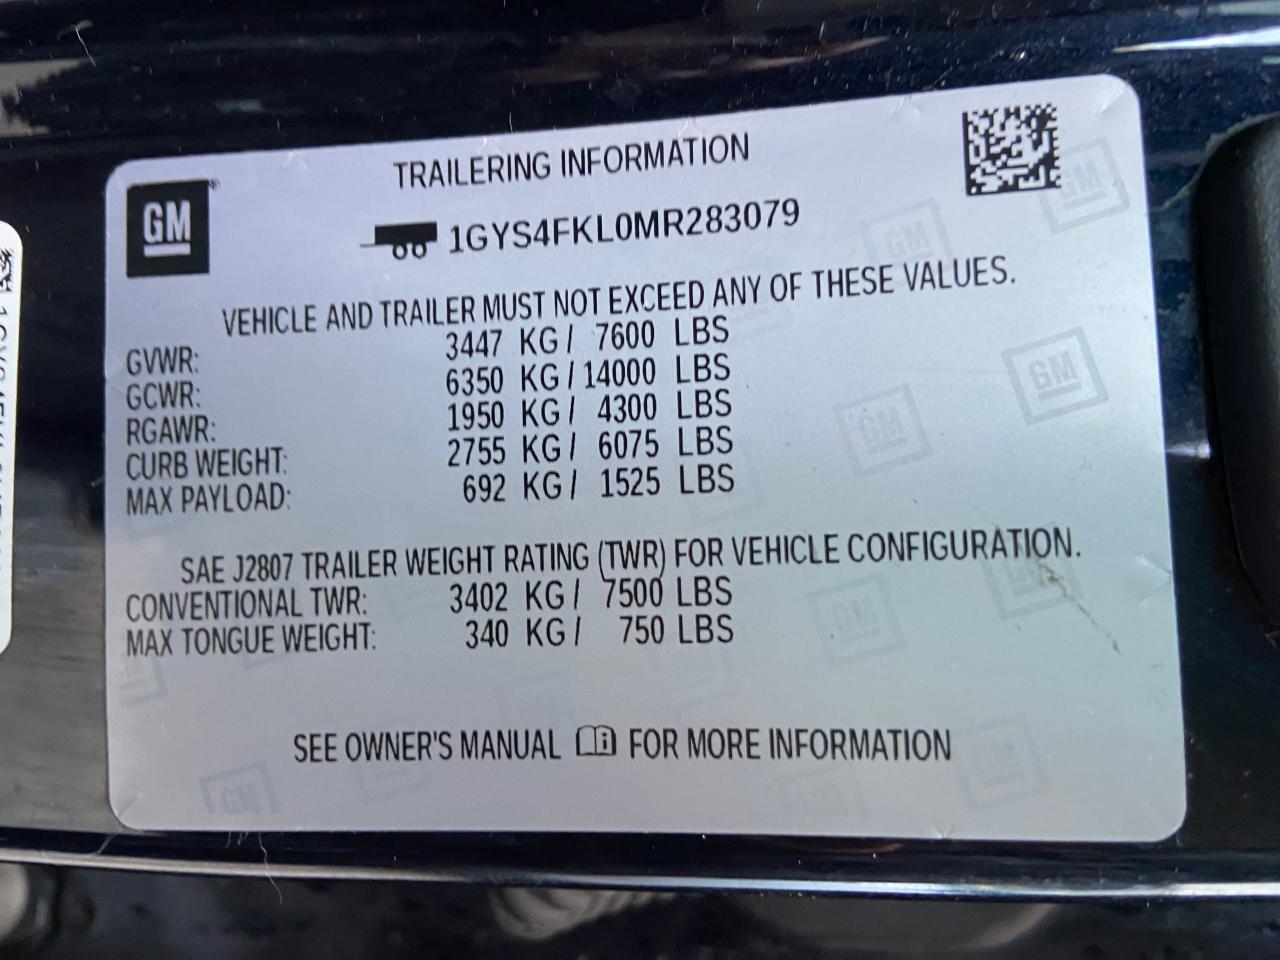 GM
TRAILERING INFORMATION
1GYS4FKL0MR283079
VEHICLE AND TRAILER MUST NOT EXCEED ANY OF THESE VALUES.
GVWR: 3447 KG / 7600 LBS
GCWR: 6350 KG / 14000 LBS
RGAWR: 1950 KG / 4300 LBS
CURB WEIGHT: 2755 KG / 6075 LBS
MAX PAYLOAD: 692 KG / 1525 LBS
SAE J2807 TRAILER WEIGHT RATING (TWR) FOR VEHICLE CONFIGURATION.
CONVENTIONAL TWR: 3402 KG / 7500 LBS
MAX TONGUE WEIGHT: 340 KG / 750 LBS
SEE OWNER'S MANUAL FOR MORE INFORMATION